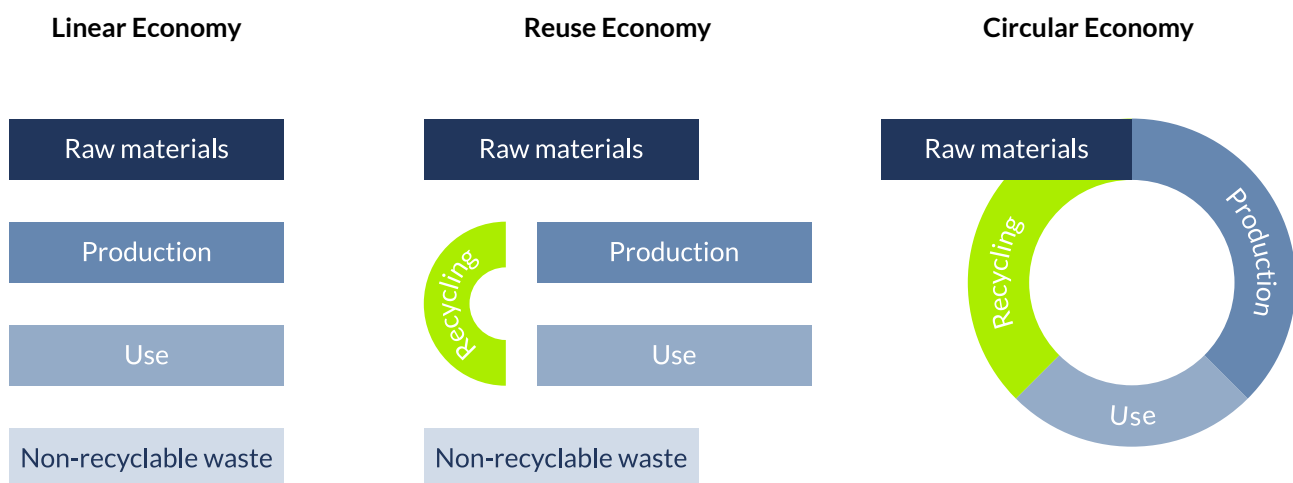 Linear Economy
Reuse Economy
Circular Economy
Raw materials
Raw materials
Raw materials
Production
Recycling
Production
Recycling
Production
Use
Use
Use
Non-recyclable waste
Non-recyclable waste